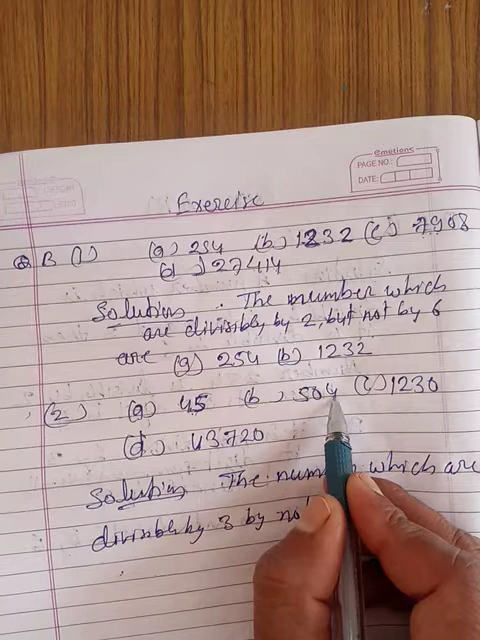 emotions
PAGE NO.:
DATE:
Exercise
B (1) (a) 254 (b) 1232 (c) 7908
(d) 27414
Solution. The number which
are divisibly by 2, but not by 6
are (a) 254 (b) 1232
(2) (a) 45 (b) 504 (c) 1230
(d) 43720
Solution The number which are
divisible by 3 by not